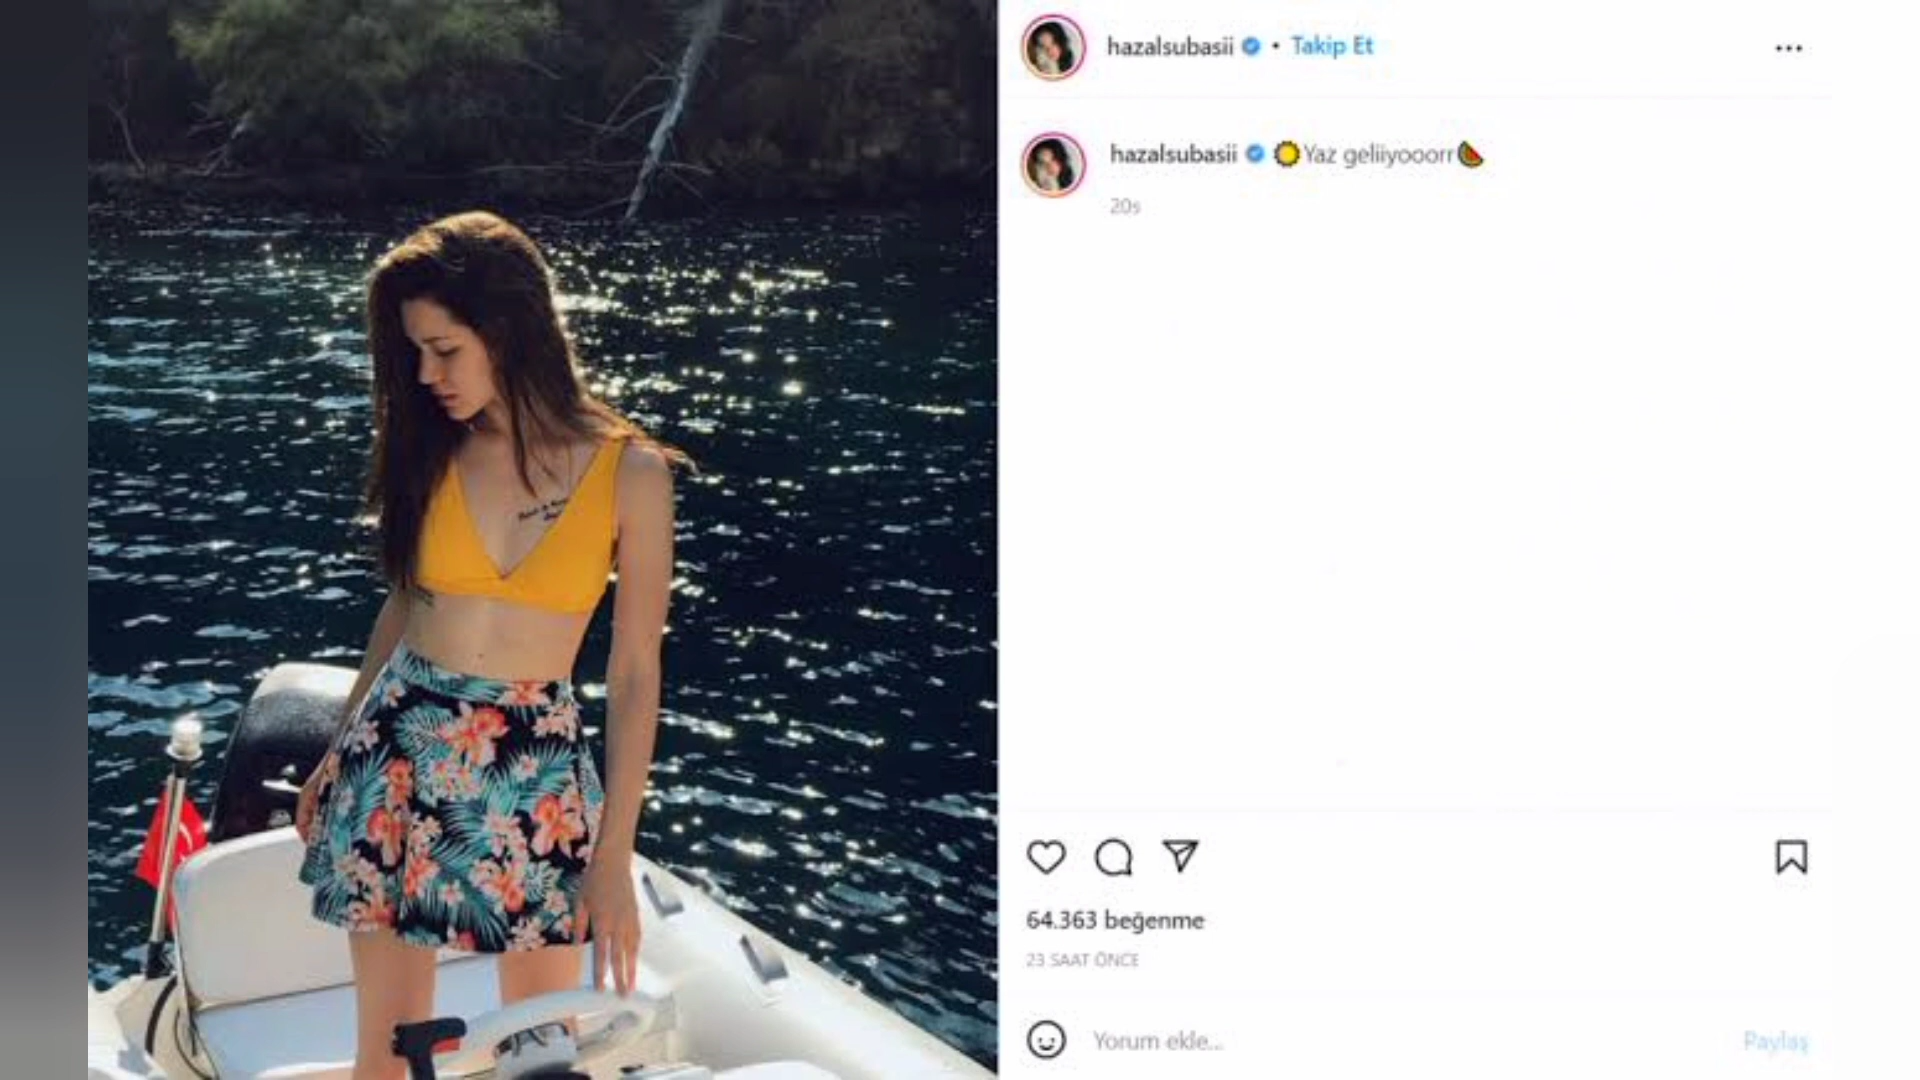 hazalsubasii • Takip Et
hazalsubasii Yaz geliiyooorr
20s
64.363 beğenme
23 SAAT ÖNCE
Yorum ekle...
Paylaş